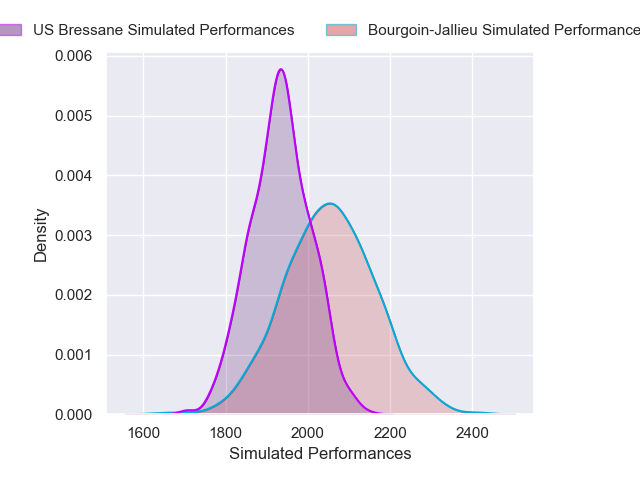 US Bressane Simulated Performances Bourgoin-Jallieu Simulated Performance
0.006
0.005
0.004
0.003
0.002
0.001
0.000
Density
1600 1800 2000 2200 2400
Simulated Performances